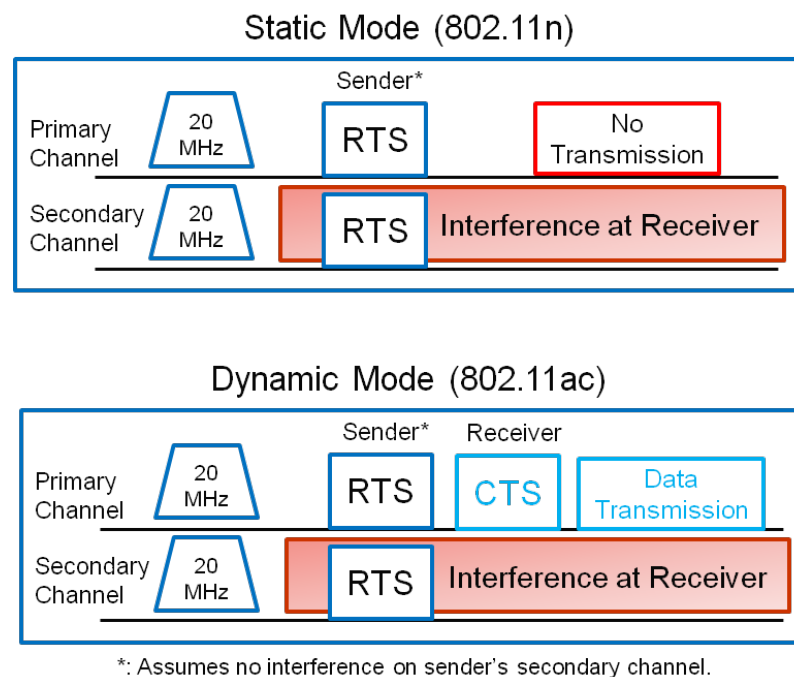 Static Mode (802.11n)
Sender*
Primary
Channel
20
MHz
RTS
No
Transmission
Secondary
Channel
20
MHz
RTS
Interference at Receiver
Dynamic Mode (802.11ac)
Sender*
Receiver
Primary
Channel
20
MHz
RTS
CTS
Data
Transmission
Secondary
Channel
20
MHz
RTS
Interference at Receiver
*: Assumes no interference on sender's secondary channel.